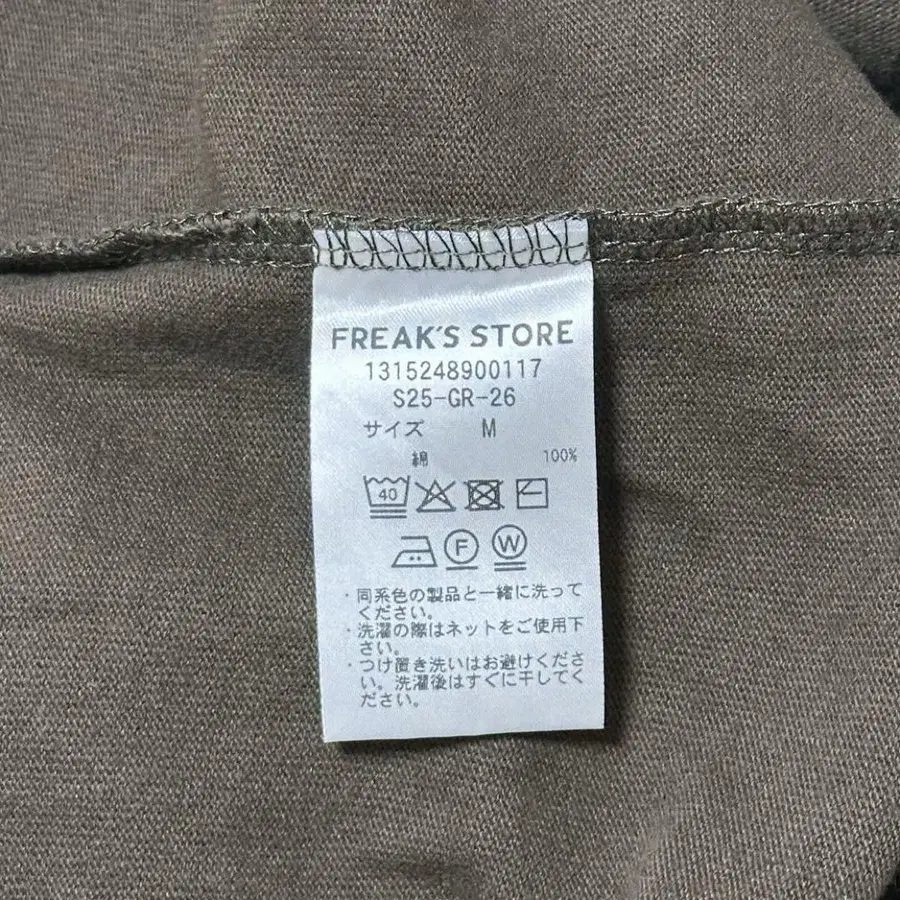 FREAK'S STORE
1315248900117
S25-GR-26
サイズ M
綿 100%
40
F W
・同系色の製品と一緒に洗って
ください。
・洗濯の際はネットをご使用下
さい。
・つけ置き洗いはお避けくださ
い。洗濯後はすぐに干してく
ださい。